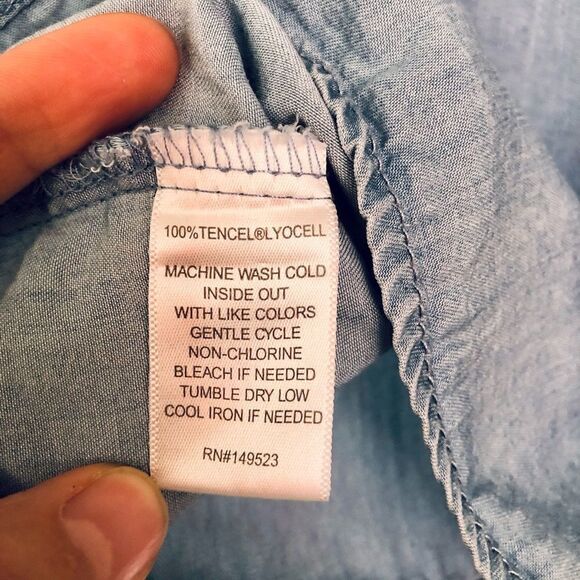 100%TENCEL®LYOCELL
MACHINE WASH COLD
INSIDE OUT
WITH LIKE COLORS
GENTLE CYCLE
NON-CHLORINE
BLEACH IF NEEDED
TUMBLE DRY LOW
COOL IRON IF NEEDED
RN#149523